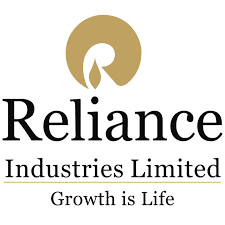 Reliance
Industries Limited
Growth is Life